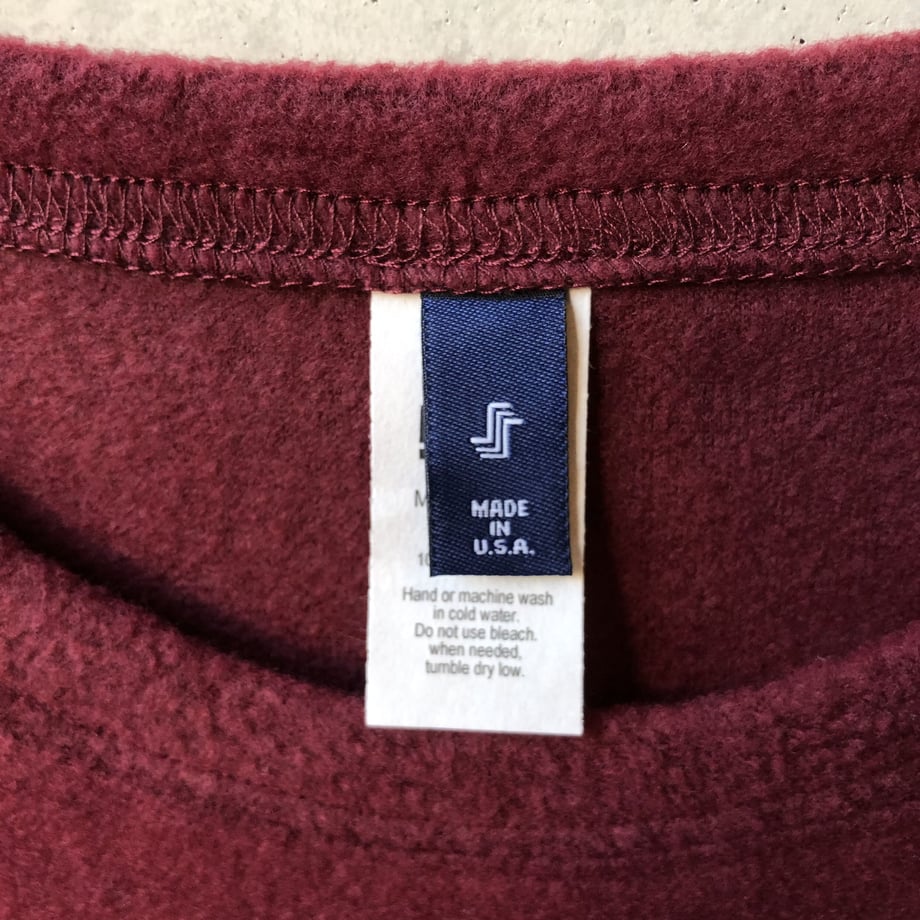 MADE
IN
U.S.A.
Hand or machine wash
in cold water.
Do not use bleach.
when needed,
tumble dry low.